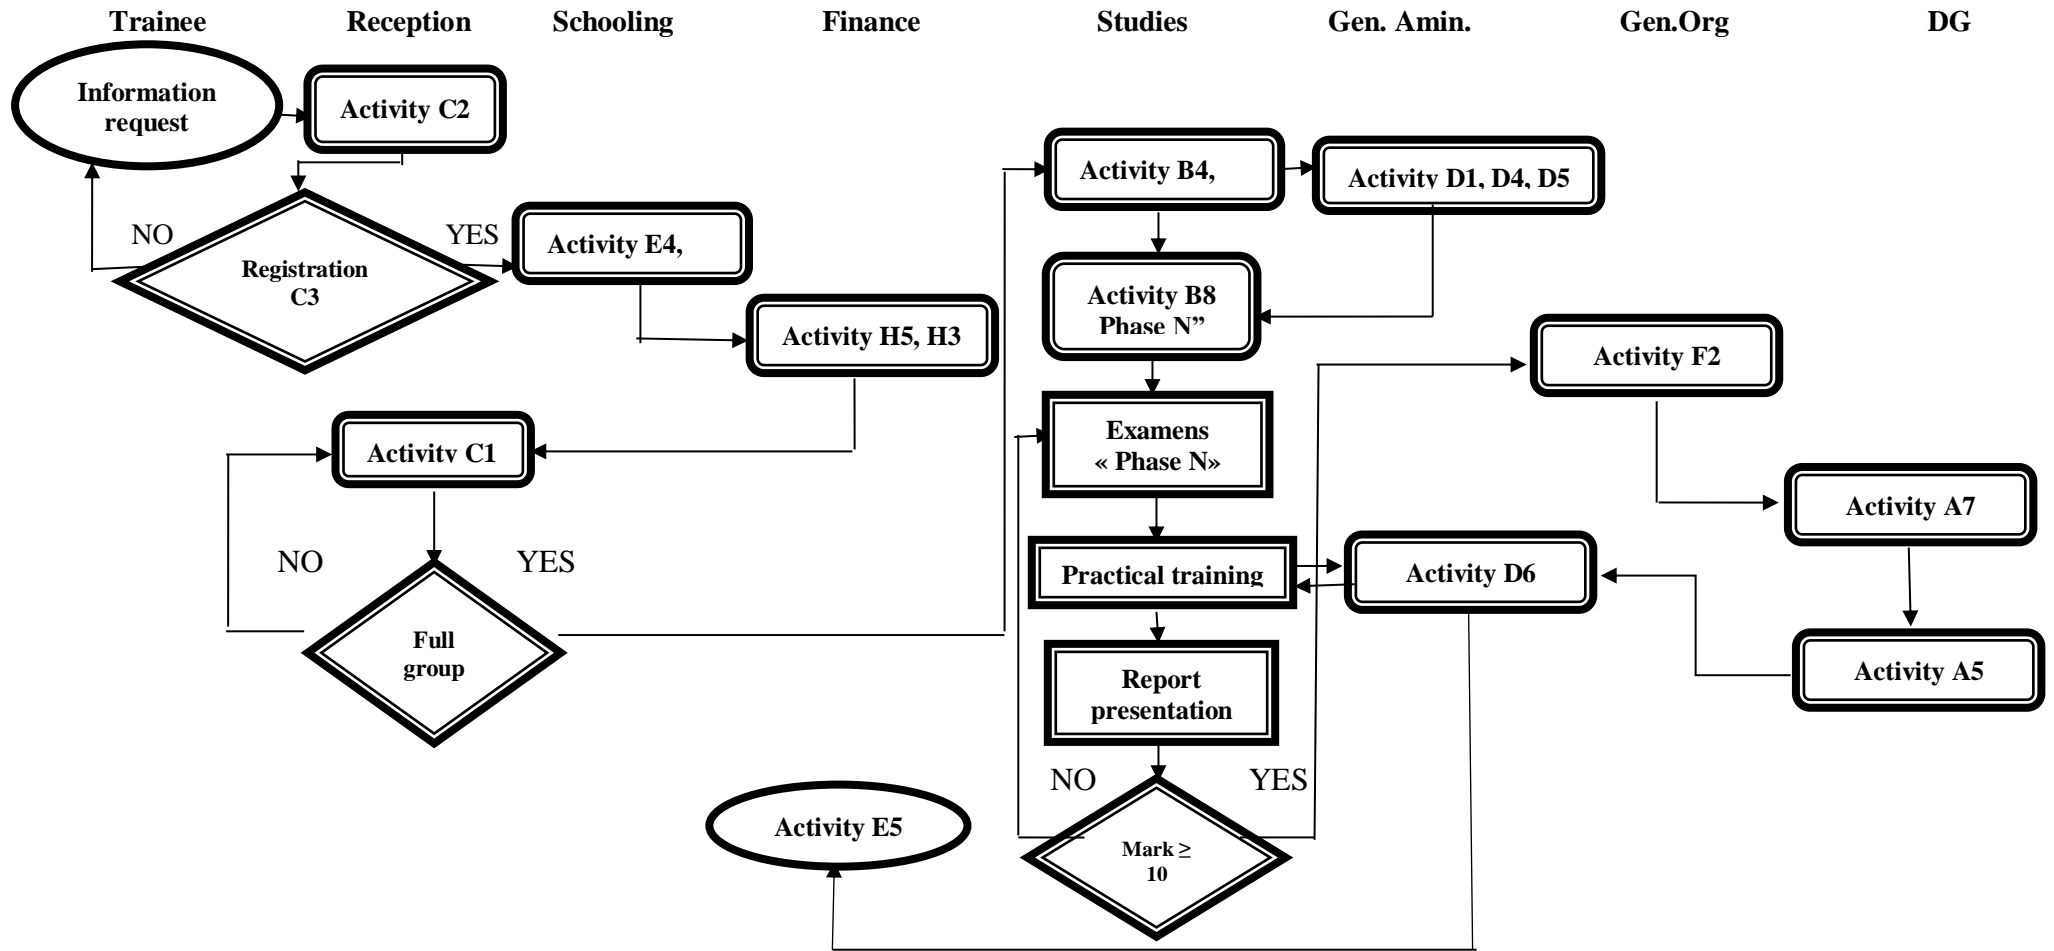 Trainee Reception Schooling Finance Studies Gen. Amin. Gen.Org DG
Information
request
Activity C2
NO
YES
Registration
C3
Activity E4,
Activity H5, H3
Activity C1
NO
YES
Full
group
Activity B4,
Activity D1, D4, D5
Activity B8
Phase N”
Examens
« Phase N»
Practical training
Activity D6
Report
presentation
NO
YES
Mark ≥
10
Activity F2
Activity A7
Activity A5
Activity E5